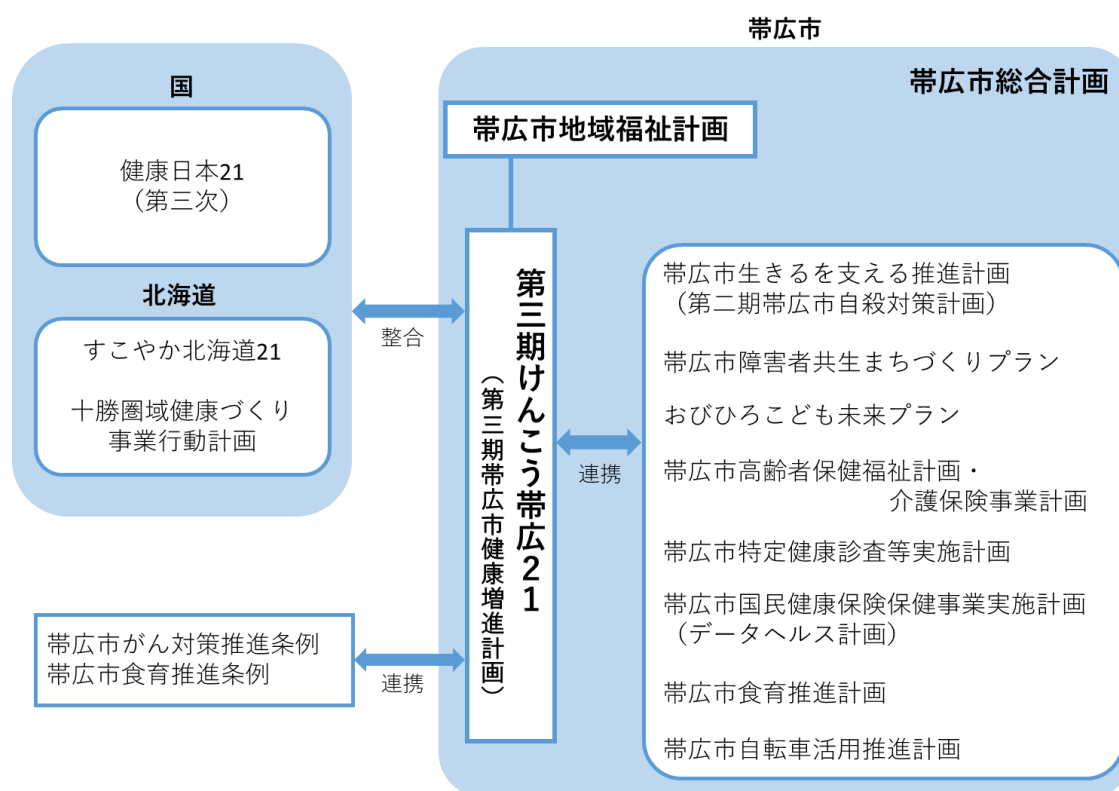 帯広市
帯広市総合計画
国
健康日本21
(第三次)
北海道
すこやか北海道21
十勝圏域健康づくり
事業行動計画
帯広市地域福祉計画
整合
第三期けんこう帯広21
(第三期帯広市健康増進計画)
連携
帯広市生きるを支える推進計画
(第二期帯広市自殺対策計画)
帯広市障害者共生まちづくりプラン
おびひろこども未来プラン
帯広市高齢者保健福祉計画・
介護保険事業計画
帯広市特定健康診査等実施計画
帯広市国民健康保険保健事業実施計画
(データヘルス計画)
帯広市食育推進計画
帯広市自転車活用推進計画
帯広市がん対策推進条例
帯広市食育推進条例
連携